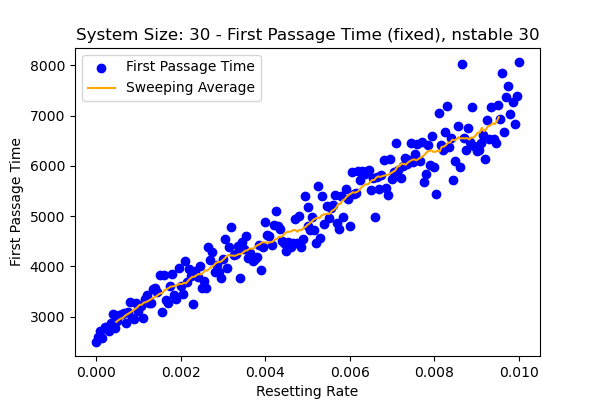 System Size: 30 - First Passage Time (fixed), nstable 30
First Passage Time
Sweeping Average
First Passage Time
8000
7000
6000
5000
4000
3000
0.000 0.002 0.004 0.006 0.008 0.010
Resetting Rate